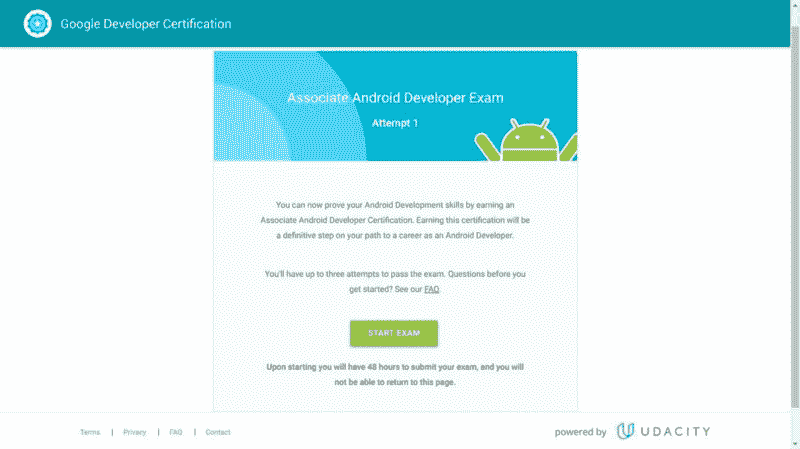 Google Developer Certification
Associate Android Developer Exam
Attempt 1
You can now prove your Android Development skills by earning an
Associate Android Developer Certification. Earning this certification will be
a definitive step on your path to a career as an Android Developer.
You'll have up to three attempts to pass the exam. Questions before you
get started? See our FAQ.
START EXAM
Upon starting you will have 48 hours to submit your exam, and you will
not be able to return to this page.
Terms | Privacy | FAQ | Contact
powered by UDACITY